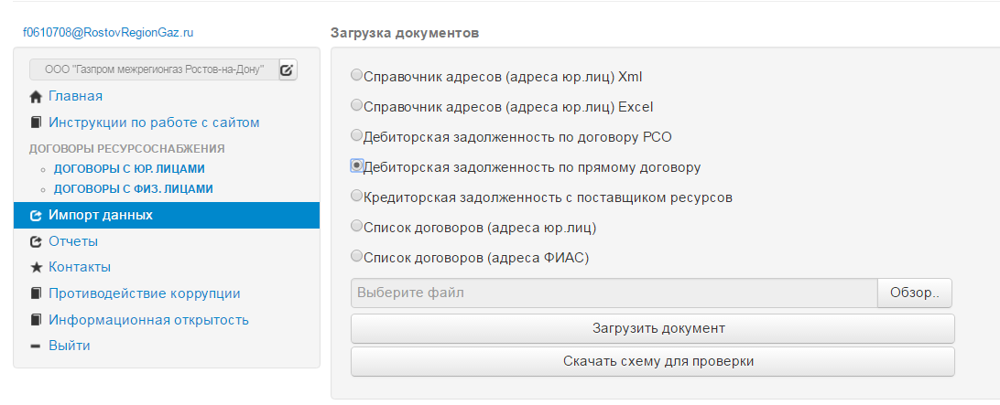 f0610708@RostovRegionGaz.ru
ООО "Газпром межрегионгаз Ростов-на-Дону"
Главная
Инструкции по работе с сайтом
ДОГОВОРЫ РЕСУРСОСНАБЖЕНИЯ
ДОГОВОРЫ С ЮР. ЛИЦАМИ
ДОГОВОРЫ С ФИЗ. ЛИЦАМИ
Импорт данных
Отчеты
Контакты
Противодействие коррупции
Информационная открытость
Выйти
Загрузка документов
Справочник адресов (адреса юр.лиц) Xml
Справочник адресов (адреса юр.лиц) Excel
Дебиторская задолженность по договору РСО
Дебиторская задолженность по прямому договору
Кредиторская задолженность с поставщиком ресурсов
Список договоров (адреса юр.лиц)
Список договоров (адреса ФИАС)
Выберите файл
Обзор..
Загрузить документ
Скачать схему для проверки